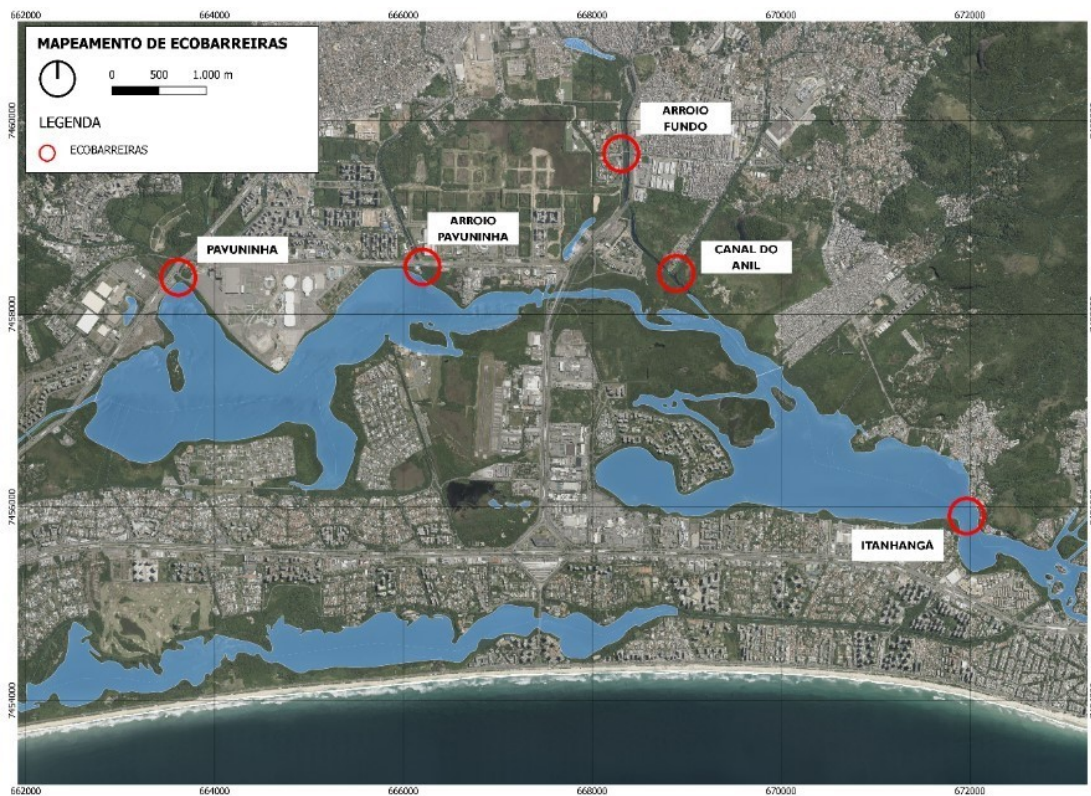 662000
664000
666000
668000
670000
672000
MAPEAMENTO DE ECOBARREIRAS
0 500 1.000 m
LEGENDA
ECOBARREIRAS
7460000
ARROIO
FUNDO
ARROIO
PAVUNINHA
PAVUNINHA
CANAL DO
ANIL
7458000
7456000
ITANHANGÁ
7454000
662000
664000
666000
668000
670000
672000